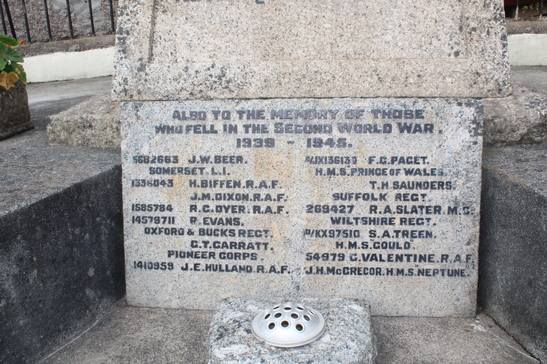 ALSO TO THE MEMORY OF THOSE
WHO FELL IN THE SECOND WORLD WAR.
1939 - 1945.
5682663 J.W. BEER.
SOMERSET. L.I.
1336043 H. BIFFEN. R.A.F.
J.M. DIXON. R.A.F.
1585784 R.C. DYER. R.A.F.
14579711 R. EVANS.
OXFORD & BUCKS REGT.
C.T. GARRATT.
PIONEER CORPS.
1410959 J.E. HULLAND. R.A.F.
P/JX136130 F.C. PAGET.
H.M.S. PRINCE OF WALES.
T.H SAUNDERS.
SUFFOLK REGT.
269427 R.A. SLATER. M.C.
WILTSHIRE REGT.
D/KX97510 S.A. TREEN.
H.M.S. GOULD.
54979 C. VALENTINE. R.A.F.
J.H. McGREGOR. H.M.S. NEPTUNE.